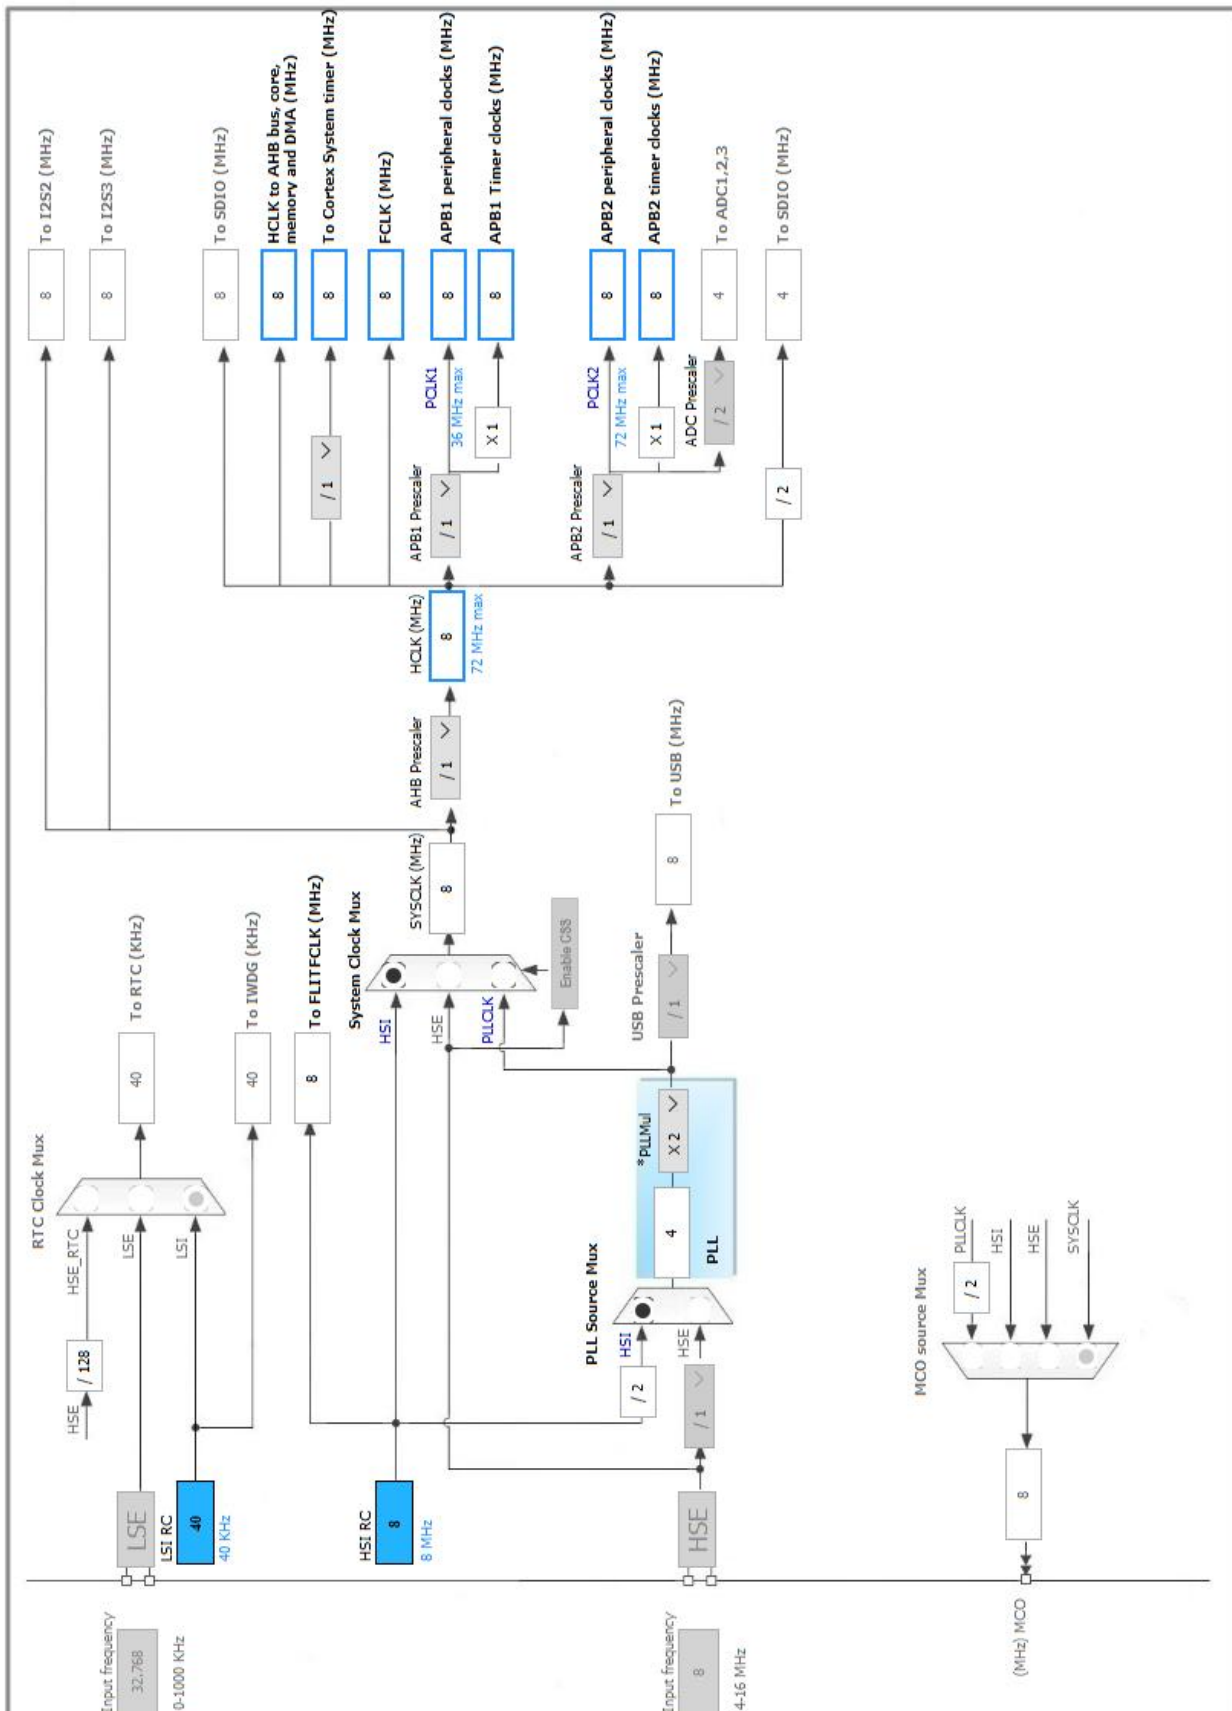 Input frequency
32.768
0-1000 KHz
LSE
LSI RC
40
40 KHz
HSE
/ 128
HSE_RTC
LSE
LSI
RTC Clock Mux
40
To RTC (KHz)
40
To IWDG (KHz)
HSI RC
8
8 MHz
8
To FLITFCLK (MHz)
System Clock Mux
HSI
HSE
PLLCLK
Enable CSS
SYSCLK (MHz)
8
AHB Prescaler
/ 1
HCLK (MHz)
8
72 MHz max
8
To I2S2 (MHz)
8
To I2S3 (MHz)
8
To SDIO (MHz)
8
HCLK to AHB bus, core,
memory and DMA (MHz)
/ 1
8
To Cortex System timer (MHz)
8
FCLK (MHz)
APB1 Prescaler
/ 1
PCLK1
36 MHz max
8
APB1 peripheral clocks (MHz)
X 1
8
APB1 Timer clocks (MHz)
APB2 Prescaler
/ 1
PCLK2
72 MHz max
8
APB2 peripheral clocks (MHz)
X 1
8
APB2 timer clocks (MHz)
ADC Prescaler
/ 2
4
To ADC1,2,3
/ 2
4
To SDIO (MHz)
Input frequency
8
4-16 MHz
HSE
/ 1
/ 2
PLL Source Mux
HSI
HSE
4
*PLLMul
X 2
PLL
USB Prescaler
/ 1
8
To USB (MHz)
(MHz) MCO
8
MCO source Mux
/ 2
PLLCLK
HSI
HSE
SYSCLK